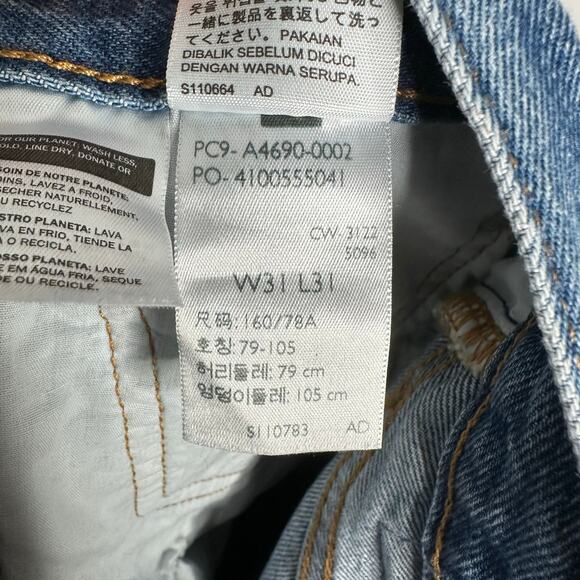 一緒に製品を裏返して洗っ
てください。PAKAIAN
DIBALIK SEBELUM DICUCI
DENGAN WARNA SERUPA.
S110664 AD
OR OUR PLANET: WASH LESS,
OLD, LINE DRY, DONATE OR
SOIN DE NOTRE PLANETE:
INS, LAVEZ A FROID,
SECHER NATURELLEMENT,
U RECYCLEZ
STRO PLANETA: LAVA
VA EN FRIO, TIENDE LA
A O RECICLA.
OSSO PLANETA: LAVE
E EM ÁGUA FRIA, SEQUE
DE OU RECICLE.
PC9- A4690-0002
PO- 4100555041
CW 3122
5096
W31 L31
尺码: 160/78A
호칭: 79-105
허리둘레: 79 cm
엉덩이둘레: 105 cm
S110783 AD